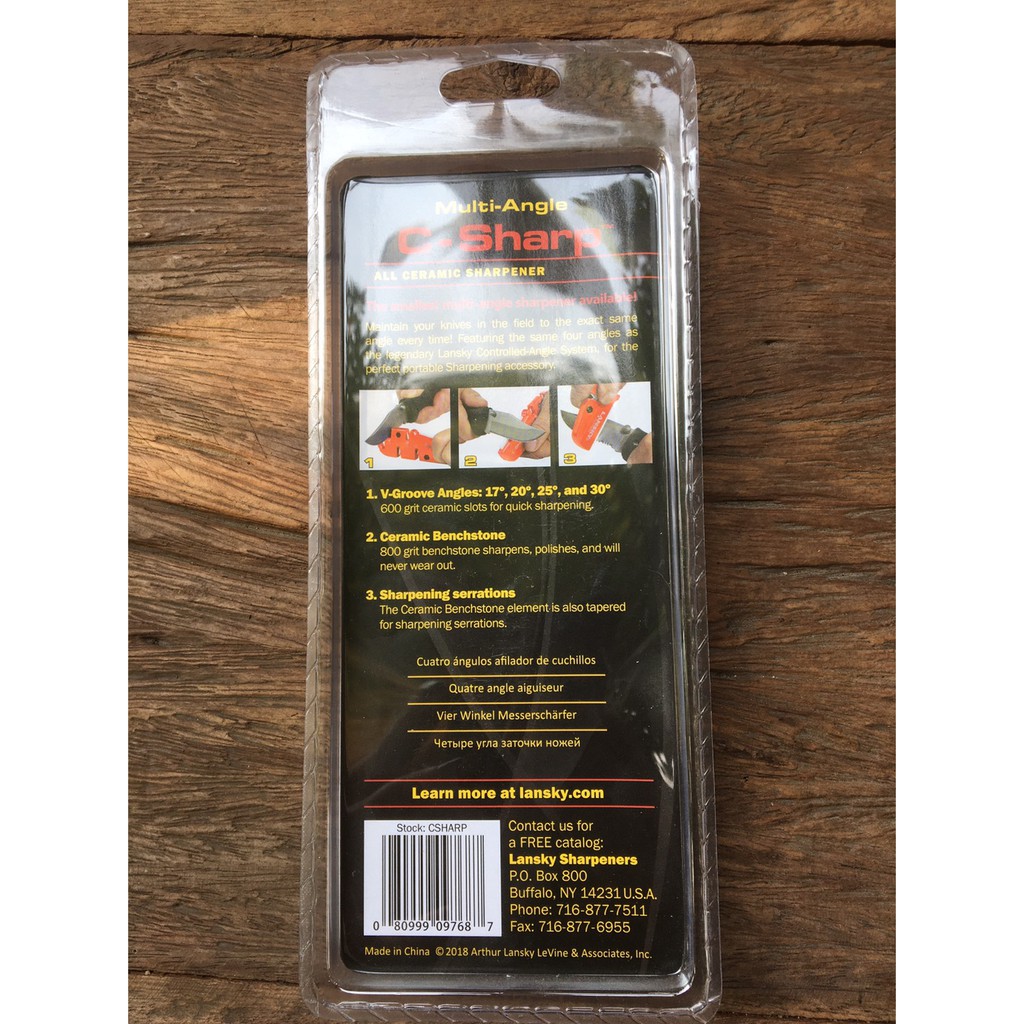 Multi-Angle
C-Sharp™
ALL CERAMIC SHARPENER
The smallest multi-angle sharpener available!
Maintain your knives in the field to the exact same
angle every time! Featuring the same four angles as
the legendary Lansky Controlled-Angle System, for the
perfect portable Sharpening accessory.
1 2 3
1. V-Groove Angles: 17°, 20°, 25°, and 30°
600 grit ceramic slots for quick sharpening.
2. Ceramic Benchstone
800 grit benchstone sharpens, polishes, and will
never wear out.
3. Sharpening serrations
The Ceramic Benchstone element is also tapered
for sharpening serrations.
Cuatro ángulos afilador de cuchillos
Quatre angle aiguiseur
Vier Winkel Messerschärfer
Четыре угла заточки ножей
Learn more at lansky.com
Stock: CSHARP
0 80999 09768 7
Contact us for
a FREE catalog:
Lansky Sharpeners
P.O. Box 800
Buffalo, NY 14231 U.S.A.
Phone: 716-877-7511
Fax: 716-877-6955
Made in China ©2018 Arthur Lansky LeVine & Associates, Inc.